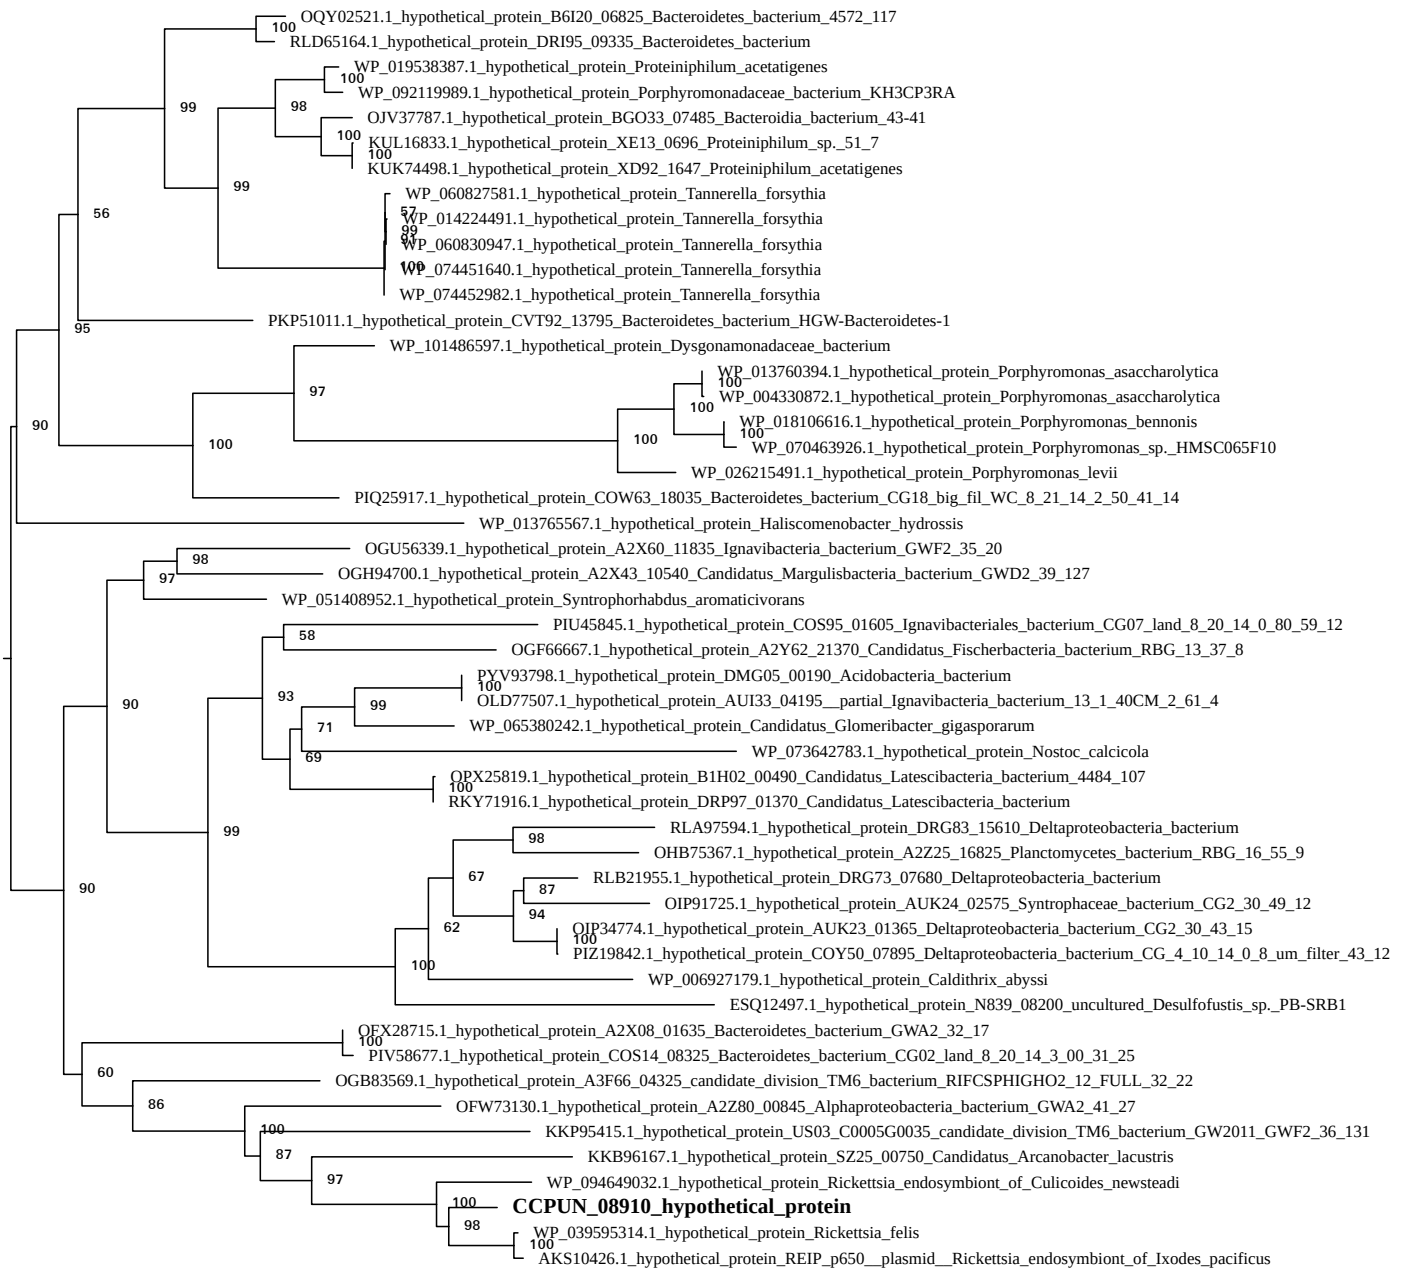 OQY02521.1_hypothetical_protein_B6I20_06825_Bacteroidetes_bacterium_4572_117
100
RLD65164.1_hypothetical_protein_DRI95_09335_Bacteroidetes_bacterium
WP_019538387.1_hypothetical_protein_Proteiniphilum_acetatigenes
100
WP_092119989.1_hypothetical_protein_Porphyromonadaceae_bacterium_KH3CP3RA
99
98
OJV37787.1_hypothetical_protein_BGO33_07485_Bacteroidia_bacterium_43-41
100
KUL16833.1_hypothetical_protein_XE13_0696_Proteiniphilum_sp._51_7
100
KUK74498.1_hypothetical_protein_XD92_1647_Proteiniphilum_acetatigenes
99
WP_060827581.1_hypothetical_protein_Tannerella_forsythia
56
57
WP_014224491.1_hypothetical_protein_Tannerella_forsythia
99
91
WP_060830947.1_hypothetical_protein_Tannerella_forsythia
100
WP_074451640.1_hypothetical_protein_Tannerella_forsythia
WP_074452982.1_hypothetical_protein_Tannerella_forsythia
PKP51011.1_hypothetical_protein_CVT92_13795_Bacteroidetes_bacterium_HGW-Bacteroidetes-1
95
WP_101486597.1_hypothetical_protein_Dysgonamonadaceae_bacterium
WP_013760394.1_hypothetical_protein_Porphyromonas_asaccharolytica
100
97
WP_004330872.1_hypothetical_protein_Porphyromonas_asaccharolytica
100
WP_018106616.1_hypothetical_protein_Porphyromonas_bennonis
90
100
100
100
WP_070463926.1_hypothetical_protein_Porphyromonas_sp._HMSC065F10
WP_026215491.1_hypothetical_protein_Porphyromonas_levii
PIQ25917.1_hypothetical_protein_COW63_18035_Bacteroidetes_bacterium_CG18_big_fil_WC_8_21_14_2_50_41_14
WP_013765567.1_hypothetical_protein_Haliscomenobacter_hydrossis
OGU56339.1_hypothetical_protein_A2X60_11835_Ignavibacteria_bacterium_GWF2_35_20
98
OGH94700.1_hypothetical_protein_A2X43_10540_Candidatus_Margulisbacteria_bacterium_GWD2_39_127
97
WP_051408952.1_hypothetical_protein_Syntrophorhabdus_aromaticivorans
PIU45845.1_hypothetical_protein_COS95_01605_Ignavibacteriales_bacterium_CG07_land_8_20_14_0_80_59_12
58
OGF66667.1_hypothetical_protein_A2Y62_21370_Candidatus_Fischerbacteria_bacterium_RBG_13_37_8
PYV93798.1_hypothetical_protein_DMG05_00190_Acidobacteria_bacterium
100
93
OLD77507.1_hypothetical_protein_AUI33_04195__partial_Ignavibacteria_bacterium_13_1_40CM_2_61_4
90
99
WP_065380242.1_hypothetical_protein_Candidatus_Glomeribacter_gigasporarum
71
WP_073642783.1_hypothetical_protein_Nostoc_calcicola
69
OPX25819.1_hypothetical_protein_B1H02_00490_Candidatus_Latescibacteria_bacterium_4484_107
100
RKY71916.1_hypothetical_protein_DRP97_01370_Candidatus_Latescibacteria_bacterium
RLA97594.1_hypothetical_protein_DRG83_15610_Deltaproteobacteria_bacterium
99
98
OHB75367.1_hypothetical_protein_A2Z25_16825_Planctomycetes_bacterium_RBG_16_55_9
67
RLB21955.1_hypothetical_protein_DRG73_07680_Deltaproteobacteria_bacterium
90
87
OIP91725.1_hypothetical_protein_AUK24_02575_Syntrophaceae_bacterium_CG2_30_49_12
94
62
OIP34774.1_hypothetical_protein_AUK23_01365_Deltaproteobacteria_bacterium_CG2_30_43_15
100
PIZ19842.1_hypothetical_protein_COY50_07895_Deltaproteobacteria_bacterium_CG_4_10_14_0_8_um_filter_43_12
100
WP_006927179.1_hypothetical_protein_Caldithrix_abyssi
ESQ12497.1_hypothetical_protein_N839_08200_uncultured_Desulfofustis_sp._PB-SRB1
OFX28715.1_hypothetical_protein_A2X08_01635_Bacteroidetes_bacterium_GWA2_32_17
100
PIV58677.1_hypothetical_protein_COS14_08325_Bacteroidetes_bacterium_CG02_land_8_20_14_3_00_31_25
60
OGB83569.1_hypothetical_protein_A3F66_04325_candidate_division_TM6_bacterium_RIFCSPHIGHO2_12_FULL_32_22
86
OFW73130.1_hypothetical_protein_A2Z80_00845_Alphaproteobacteria_bacterium_GWA2_41_27
100
KKP95415.1_hypothetical_protein_US03_C0005G0035_candidate_division_TM6_bacterium_GW2011_GWF2_36_131
87
KKB96167.1_hypothetical_protein_SZ25_00750_Candidatus_Arcanobacter_lacustris
97
WP_094649032.1_hypothetical_protein_Rickettsia_endosymbiont_of_Culicoides_newsteadi
100
CCPUN_08910_hypothetical_protein
98
WP_039595314.1_hypothetical_protein_Rickettsia_felis
100
AKS10426.1_hypothetical_protein_REIP_p650__plasmid__Rickettsia_endosymbiont_of_Ixodes_pacificus